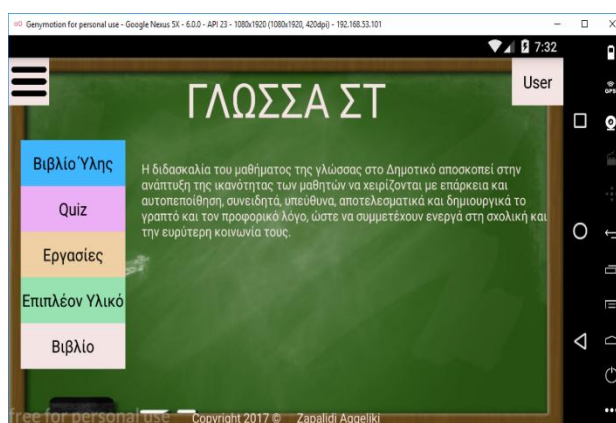 Genymotion for personal use - Google Nexus 5X - 6.0.0 - API 23 - 1080x1920 (1080x1920, 420dpi) - 192.168.53.101
7:32
User
ΓΛΩΣΣΑ ΣΤ
Βιβλίο Ύλης
Quiz
Εργασίες
Επιπλέον Υλικό
Βιβλίο
Η διδασκαλία του μαθήματος της γλώσσας στο Δημοτικό αποσκοπεί στην
ανάπτυξη της ικανότητας των μαθητών να χειρίζονται με επάρκεια και
αυτοπεποίθηση, συνειδητά, υπεύθυνα, αποτελεσματικά και δημιουργικά το
γραπτό και τον προφορικό λόγο, ώστε να συμμετέχουν ενεργά στη σχολική και
την ευρύτερη κοινωνία τους.
free for personal use
Copyright 2017 © Zapalidi Aggeliki
GPS